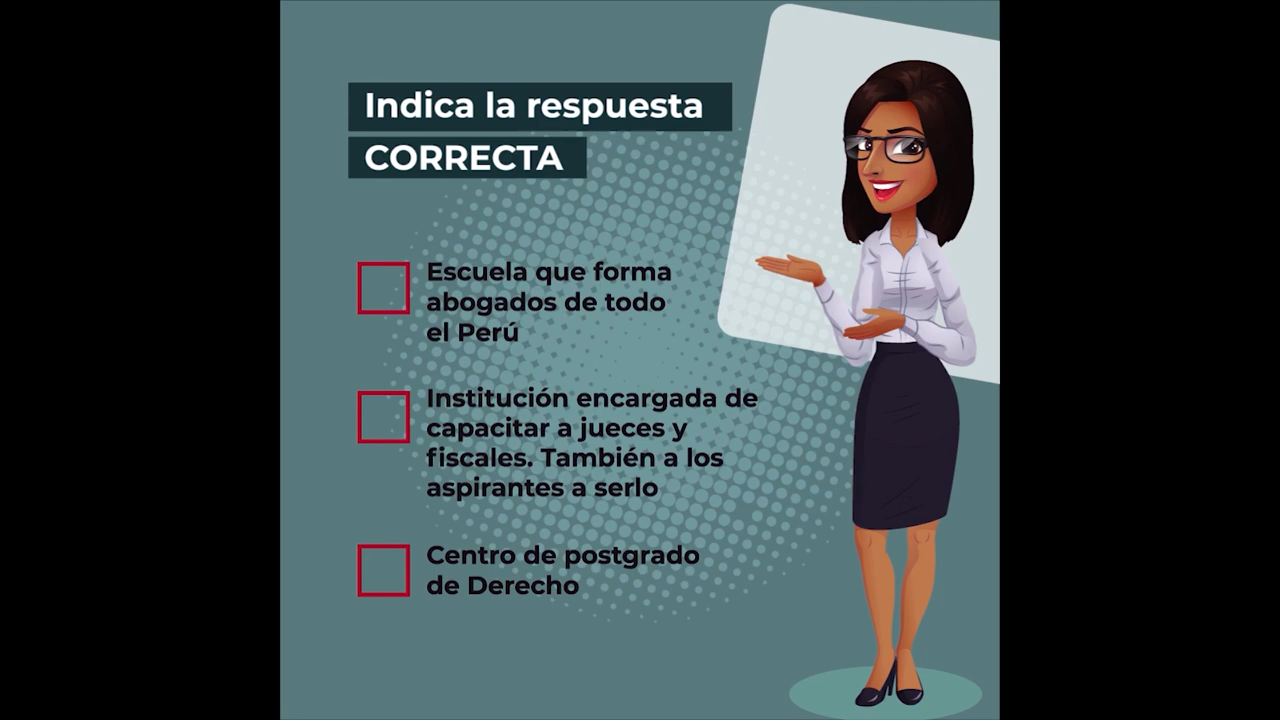 Indica la respuesta
CORRECTA
Escuela que forma
abogados de todo
el Perú
Institución encargada de
capacitar a jueces y
fiscales. También a los
aspirantes a serlo
Centro de postgrado
de Derecho